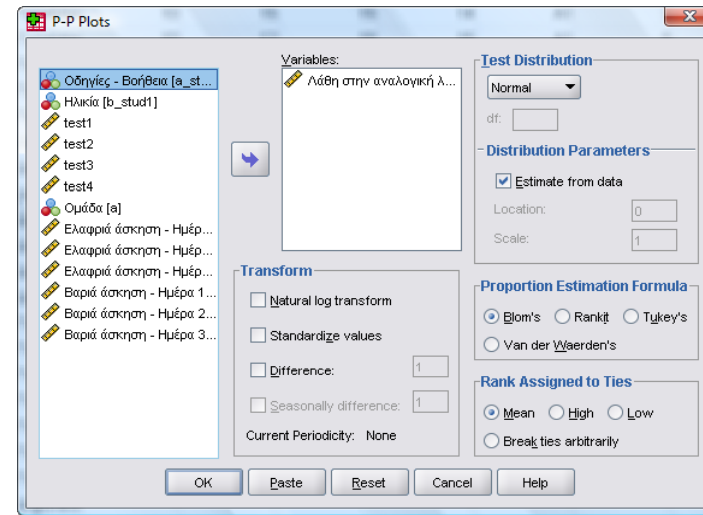 P-P Plots
Οδηγίες - Βοήθεια [a_st...
Ηλικία [b_stud1]
test1
test2
test3
test4
Ομάδα [a]
Ελαφριά άσκηση - Ημέρ...
Ελαφριά άσκηση - Ημέρ...
Ελαφριά άσκηση - Ημέρ...
Βαριά άσκηση - Ημέρα 1...
Βαριά άσκηση - Ημέρα 2...
Βαριά άσκηση - Ημέρα 3...
Variables:
Λάθη στην αναλογική λ...
Transform
Natural log transform
Standardize values
Difference: 1
Seasonally difference: 1
Current Periodicity: None
Test Distribution
Normal
df:
Distribution Parameters
Estimate from data
Location: 0
Scale: 1
Proportion Estimation Formula
Blom's Rankit Tukey's
Van der Waerden's
Rank Assigned to Ties
Mean High Low
Break ties arbitrarily
OK Paste Reset Cancel Help